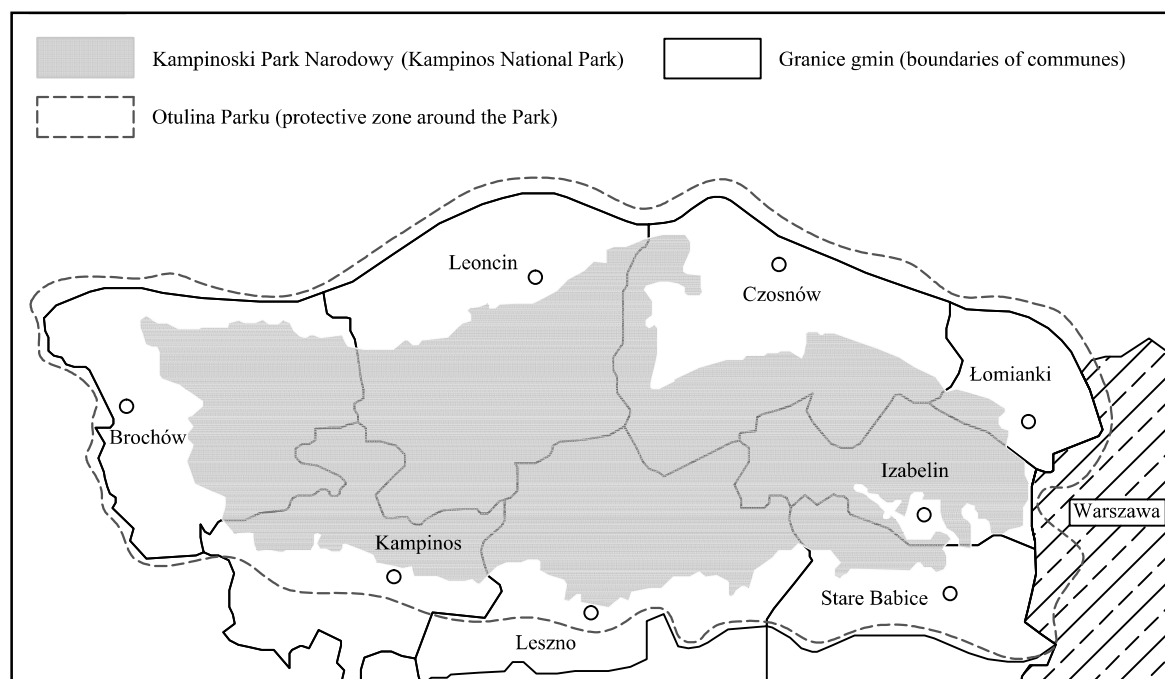 Kampinoski Park Narodowy (Kampinos National Park)
Granice gmin (boundaries of communes)
Otulina Parku (protective zone around the Park)
Leoncin
Czosnów
Łomianki
Brochów
Izabelin
Warszawa
Kampinos
Stare Babice
Leszno